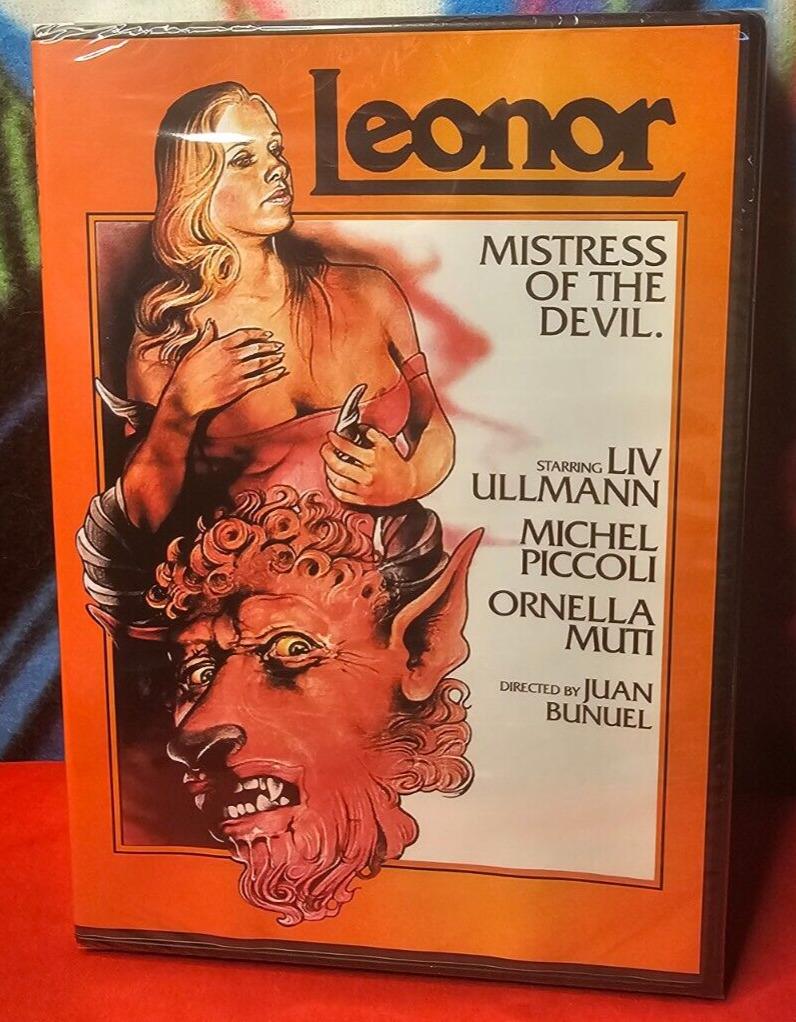 Leonor
MISTRESS
OF THE
DEVIL.
STARRING LIV
ULLMANN
MICHEL
PICCOLI
ORNELLA
MUTI
DIRECTED BY JUAN
BUNUEL